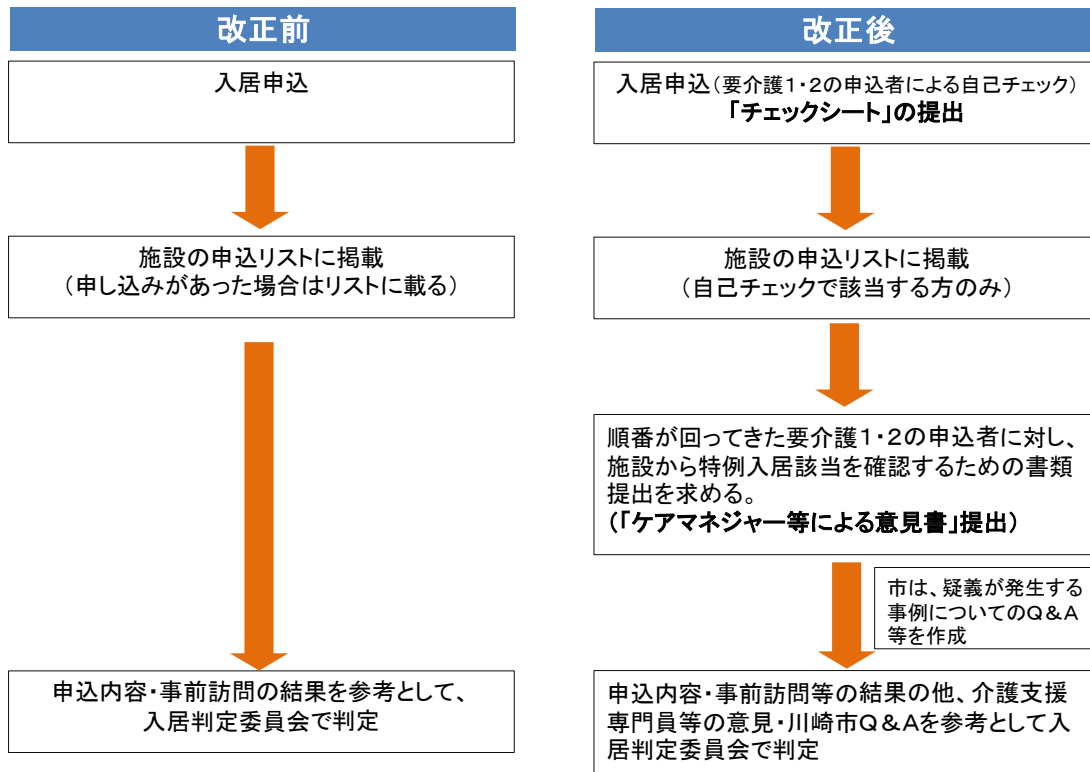 改正前
入居申込
施設の申込リストに掲載
(申し込みがあった場合はリストに載る)
申込内容・事前訪問の結果を参考として、
入居判定委員会で判定
改正後
入居申込(要介護1・2の申込者による自己チェック)
「チェックシート」の提出
施設の申込リストに掲載
(自己チェックで該当する方のみ)
順番が回ってきた要介護1・2の申込者に対し、
施設から特例入居該当を確認するための書類
提出を求める。
(「ケアマネジャー等による意見書」提出)
市は、疑義が発生する
事例についてのQ&A
等を作成
申込内容・事前訪問等の結果の他、介護支援
専門員等の意見・川崎市Q&Aを参考として入
居判定委員会で判定